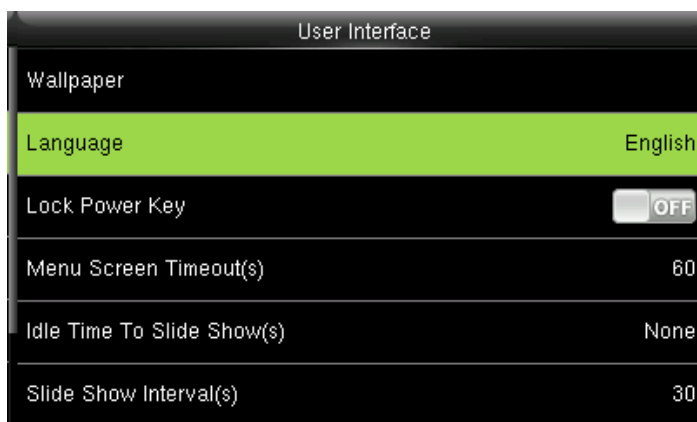 User Interface
Wallpaper
Language English
Lock Power Key OFF
Menu Screen Timeout(s) 60
Idle Time To Slide Show(s) None
Slide Show Interval(s) 30